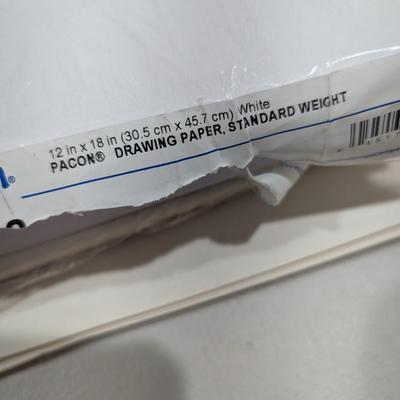 12 in x 18 in (30.5 cm x 45.7 cm) White
PACON® DRAWING PAPER, STANDARD WEIGHT